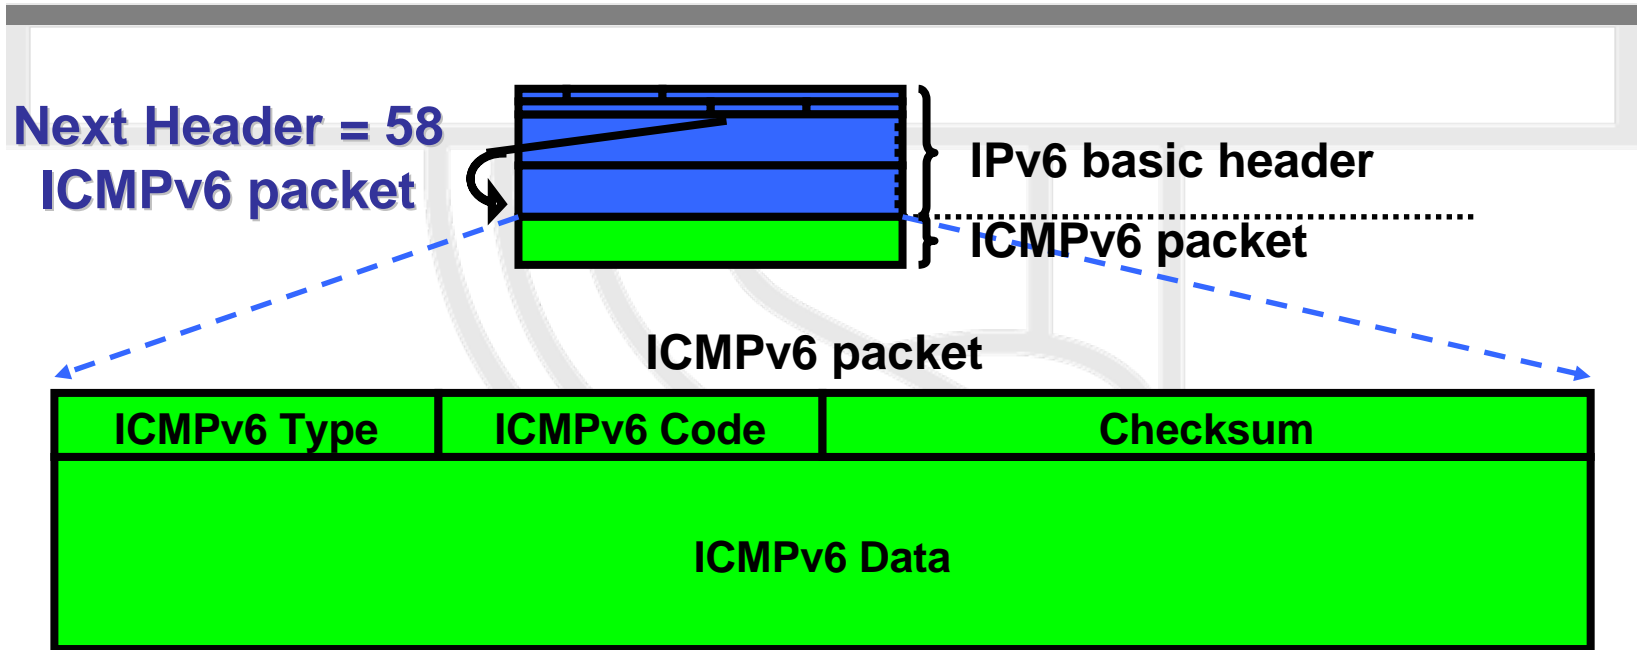 Next Header = 58
ICMPv6 packet
IPv6 basic header
ICMPv6 packet
ICMPv6 packet
ICMPv6 Type
ICMPv6 Code
Checksum
ICMPv6 Data